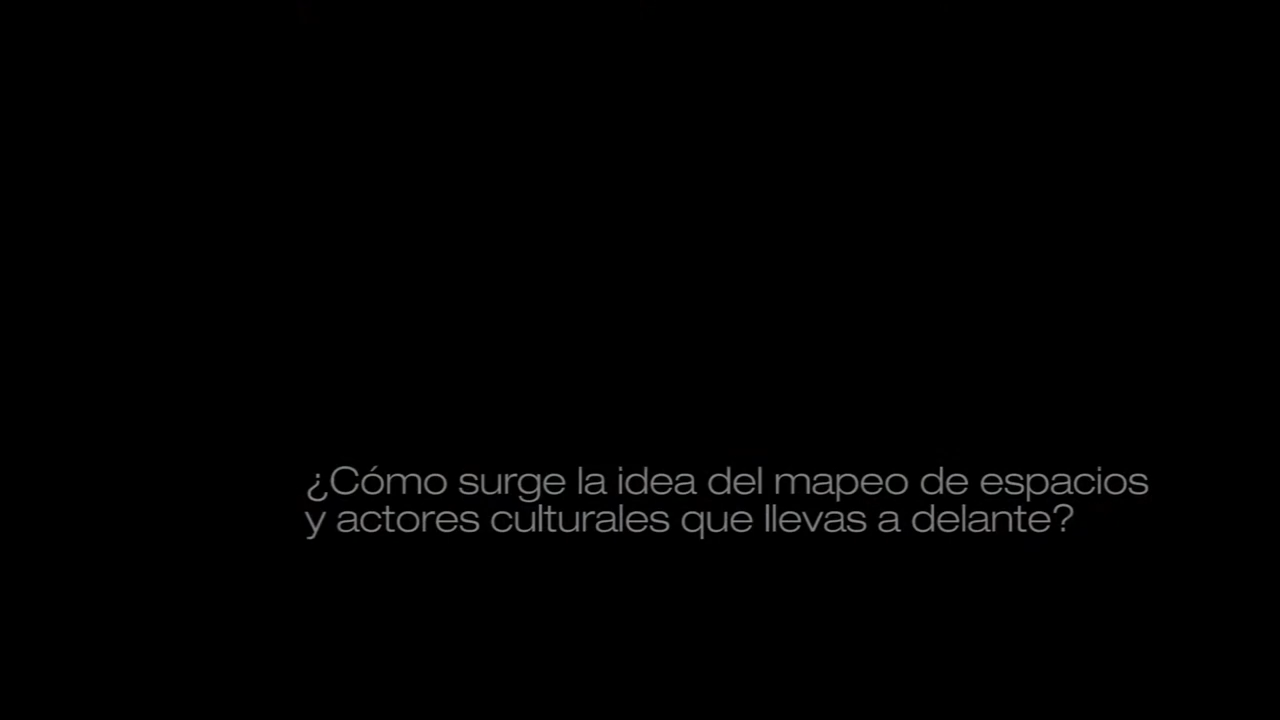 ¿Cómo surge la idea del mapeo de espacios
y actores culturales que llevas a delante?